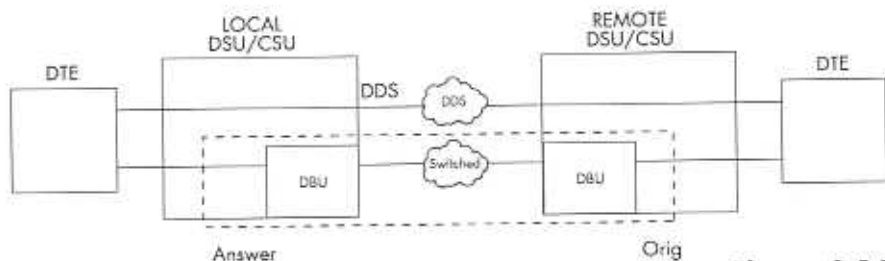 LOCAL
DSU/CSU
REMOTE
DSU/CSU
DTE
DTE
DDS
DDS
Switched
DBU
DBU
Answer
Orig